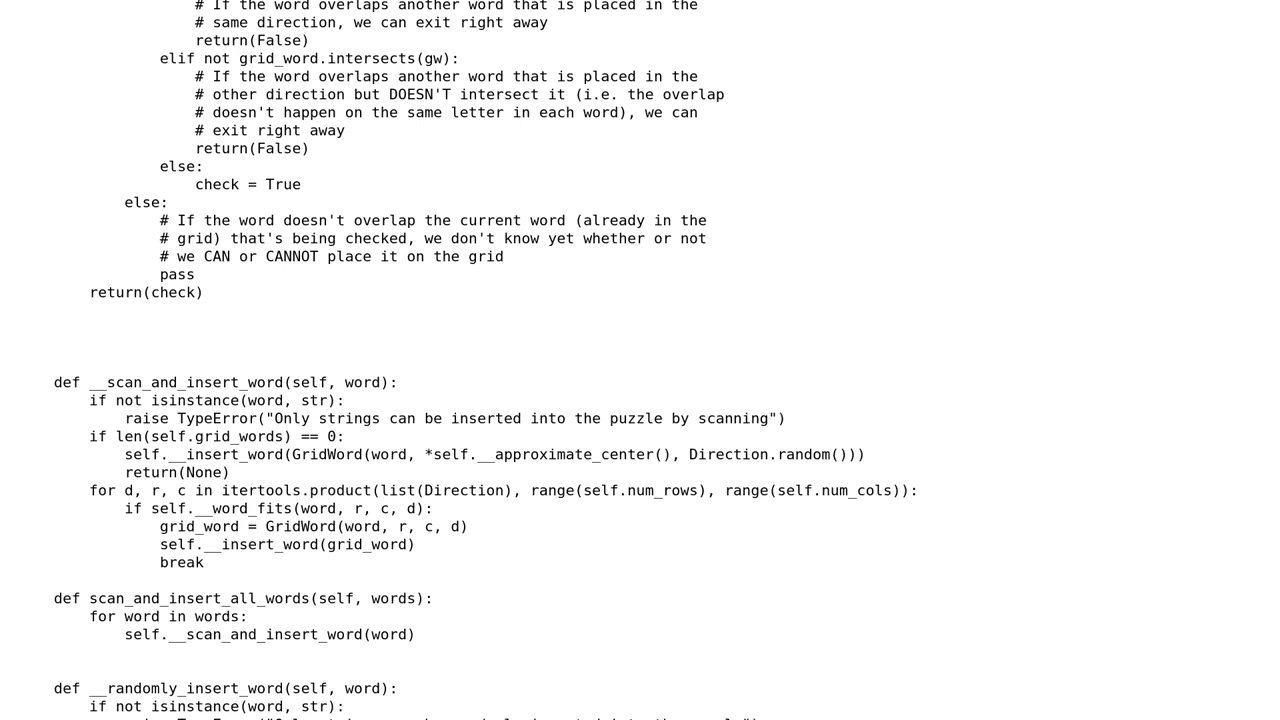 # If the word overlaps another word that is placed in the
# same direction, we can exit right away
return(False)
elif not grid_word.intersects(gw):
# If the word overlaps another word that is placed in the
# other direction but DOESN'T intersect it (i.e. the overlap
# doesn't happen on the same letter in each word), we can
# exit right away
return(False)
else:
check = True
else:
# If the word doesn't overlap the current word (already in the
# grid) that's being checked, we don't know yet whether or not
# we CAN or CANNOT place it on the grid
pass
return(check)
def __scan_and_insert_word(self, word):
if not isinstance(word, str):
raise TypeError("Only strings can be inserted into the puzzle by scanning")
if len(self.grid_words) == 0:
self.__insert_word(GridWord(word, *self.__approximate_center(), Direction.random()))
return(None)
for d, r, c in itertools.product(list(Direction), range(self.num_rows), range(self.num_cols)):
if self.__word_fits(word, r, c, d):
grid_word = GridWord(word, r, c, d)
self.__insert_word(grid_word)
break
def scan_and_insert_all_words(self, words):
for word in words:
self.__scan_and_insert_word(word)
def __randomly_insert_word(self, word):
if not isinstance(word, str):